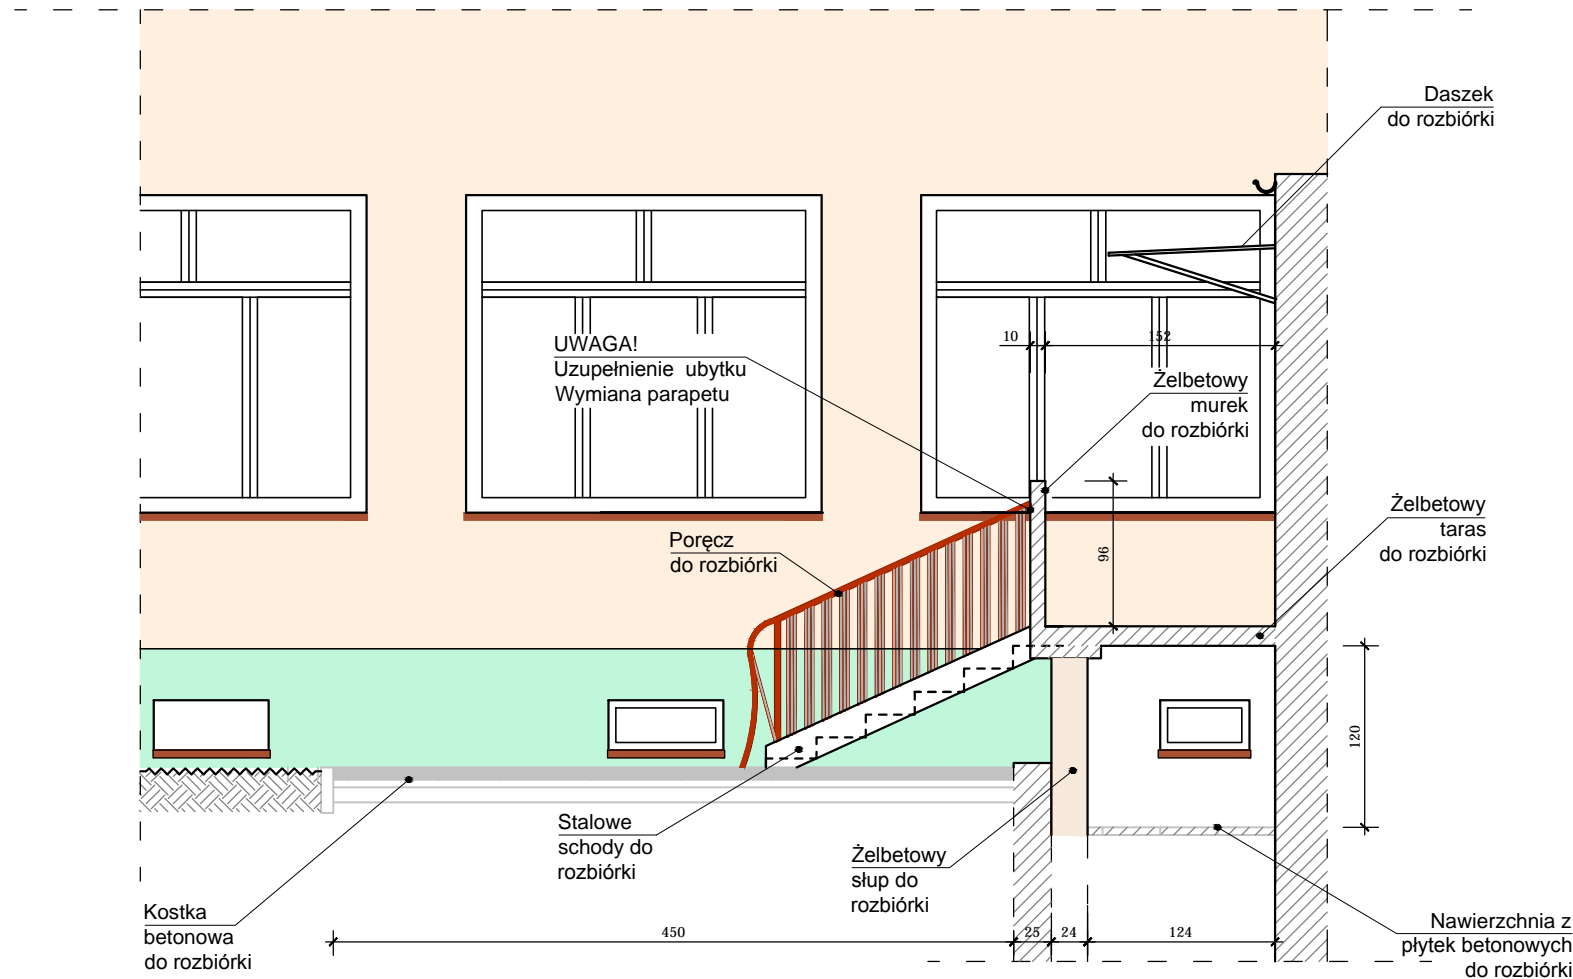 Daszek
do rozbiórki
10
152
UWAGA!
Uzupełnienie ubytku
Wymiana parapetu
Żelbetowy
murek
do rozbiórki
Żelbetowy
taras
do rozbiórki
Poręcz
do rozbiórki
96
120
Stalowe
schody do
rozbiórki
Żelbetowy
słup do
rozbiórki
Kostka
betonowa
do rozbiórki
450
25
24
124
Nawierzchnia z
płytek betonowych
do rozbiórki